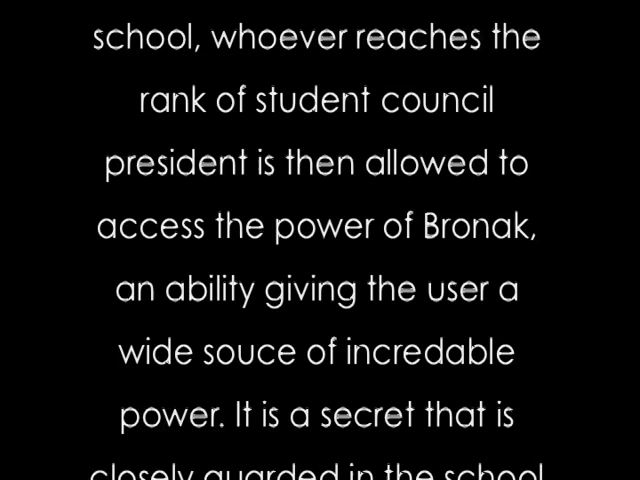 school, whoever reaches the
rank of student council
president is then allowed to
access the power of Bronak,
an ability giving the user a
wide souce of incredable
power. It is a secret that is
closely guarded in the school